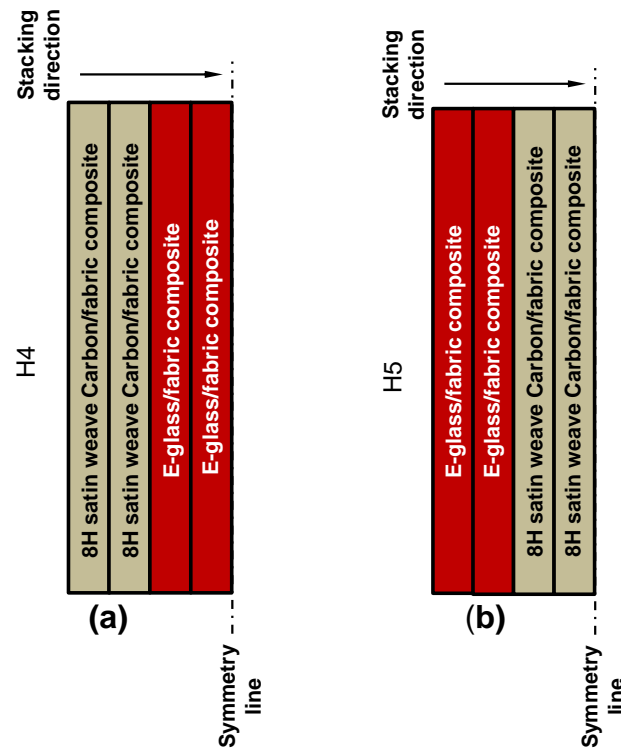 Stacking
direction
H4
8H satin weave Carbon/fabric composite
8H satin weave Carbon/fabric composite
E-glass/fabric composite
E-glass/fabric composite
(a)
Symmetry
line
Stacking
direction
H5
E-glass/fabric composite
E-glass/fabric composite
8H satin weave Carbon/fabric composite
8H satin weave Carbon/fabric composite
(b)
Symmetry
line